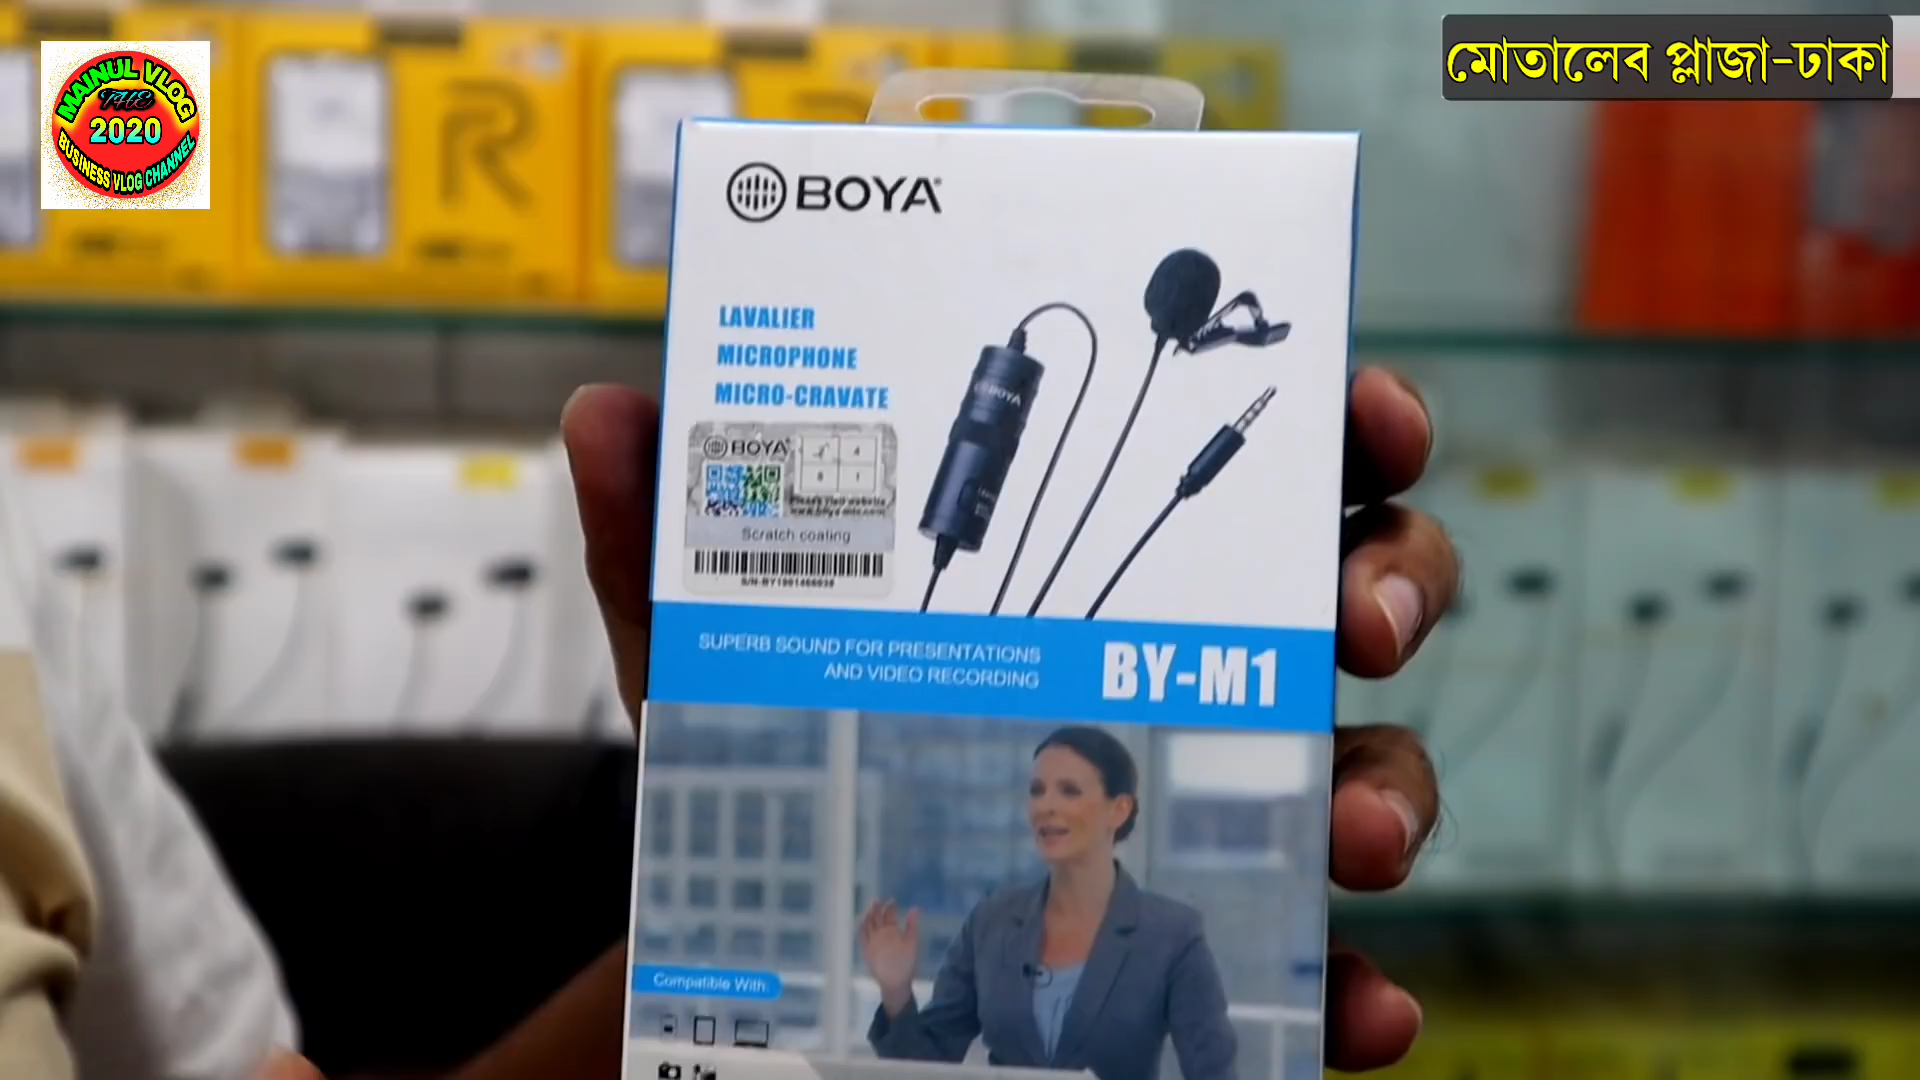 MAINUL VLOG
THE
2020
BUSINESS VLOG CHANNEL
মোতালেব প্লাজা-ঢাকা
BOYA
LAVALIER
MICROPHONE
MICRO-CRAVATE
BOYA
Scratch coating
BOYA
SUPERB SOUND FOR PRESENTATIONS
AND VIDEO RECORDING
BY-M1
Compatible With: